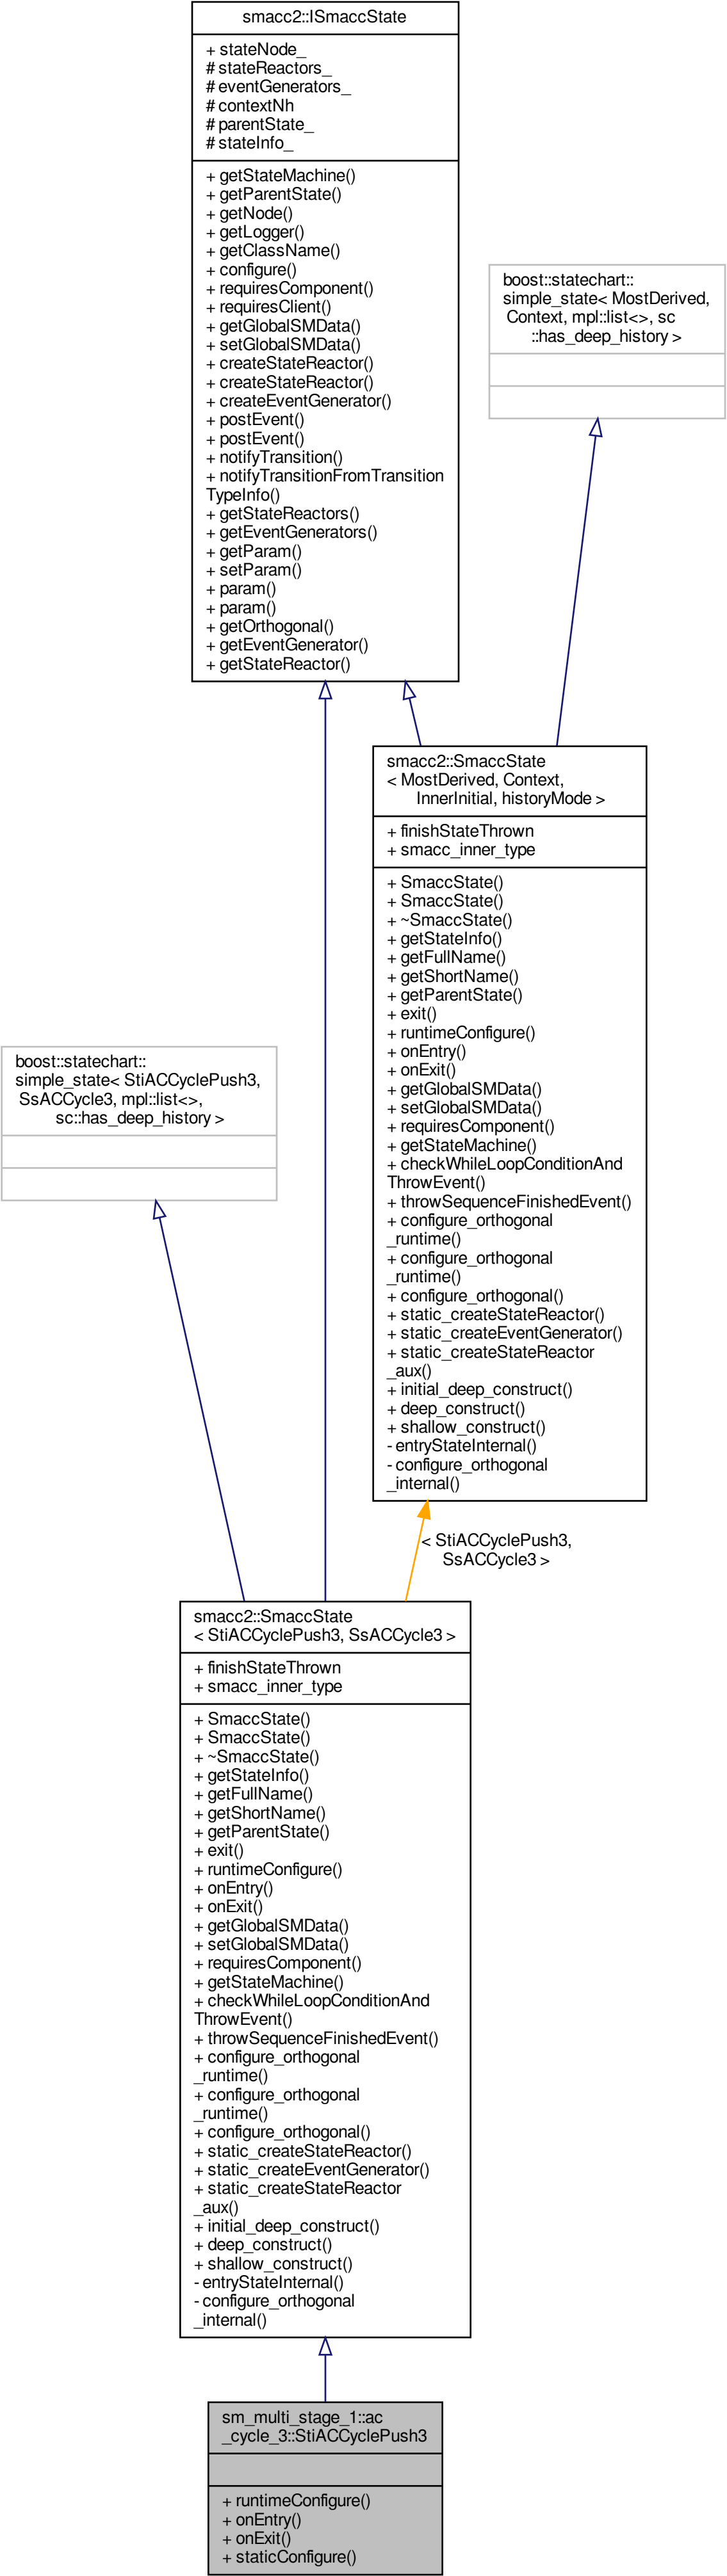 smacc2::ISmaccState
+ stateNode_
# stateReactors_
# eventGenerators_
# contextNh
# parentState_
# stateInfo_
+ getStateMachine()
+ getParentState()
+ getNode()
+ getLogger()
+ getClassName()
+ configure()
+ requiresComponent()
+ requiresClient()
+ getGlobalSMData()
+ setGlobalSMData()
+ createStateReactor()
+ createStateReactor()
+ createEventGenerator()
+ postEvent()
+ postEvent()
+ notifyTransition()
+ notifyTransitionFromTransition
TypeInfo()
+ getStateReactors()
+ getEventGenerators()
+ getParam()
+ setParam()
+ param()
+ param()
+ getOrthogonal()
+ getEventGenerator()
+ getStateReactor()
boost::statechart::
simple_state< MostDerived,
Context, mpl::list<>, sc
::has_deep_history >
smacc2::SmaccState
< MostDerived, Context,
InnerInitial, historyMode >
+ finishStateThrown
+ smacc_inner_type
+ SmaccState()
+ SmaccState()
+ ~SmaccState()
+ getStateInfo()
+ getFullName()
+ getShortName()
+ getParentState()
+ exit()
+ runtimeConfigure()
+ onEntry()
+ onExit()
+ getGlobalSMData()
+ setGlobalSMData()
+ requiresComponent()
+ getStateMachine()
+ checkWhileLoopConditionAnd
ThrowEvent()
+ throwSequenceFinishedEvent()
+ configure_orthogonal
_runtime()
+ configure_orthogonal
_runtime()
+ configure_orthogonal()
+ static_createStateReactor()
+ static_createEventGenerator()
+ static_createStateReactor
_aux()
+ initial_deep_construct()
+ deep_construct()
+ shallow_construct()
- entryStateInternal()
- configure_orthogonal
_internal()
boost::statechart::
simple_state< StiACCyclePush3,
SsACCycle3, mpl::list<>,
sc::has_deep_history >
< StiACCyclePush3,
SsACCycle3 >
smacc2::SmaccState
< StiACCyclePush3, SsACCycle3 >
+ finishStateThrown
+ smacc_inner_type
+ SmaccState()
+ SmaccState()
+ ~SmaccState()
+ getStateInfo()
+ getFullName()
+ getShortName()
+ getParentState()
+ exit()
+ runtimeConfigure()
+ onEntry()
+ onExit()
+ getGlobalSMData()
+ setGlobalSMData()
+ requiresComponent()
+ getStateMachine()
+ checkWhileLoopConditionAnd
ThrowEvent()
+ throwSequenceFinishedEvent()
+ configure_orthogonal
_runtime()
+ configure_orthogonal
_runtime()
+ configure_orthogonal()
+ static_createStateReactor()
+ static_createEventGenerator()
+ static_createStateReactor
_aux()
+ initial_deep_construct()
+ deep_construct()
+ shallow_construct()
- entryStateInternal()
- configure_orthogonal
_internal()
sm_multi_stage_1::ac
_cycle_3::StiACCyclePush3
+ runtimeConfigure()
+ onEntry()
+ onExit()
+ staticConfigure()